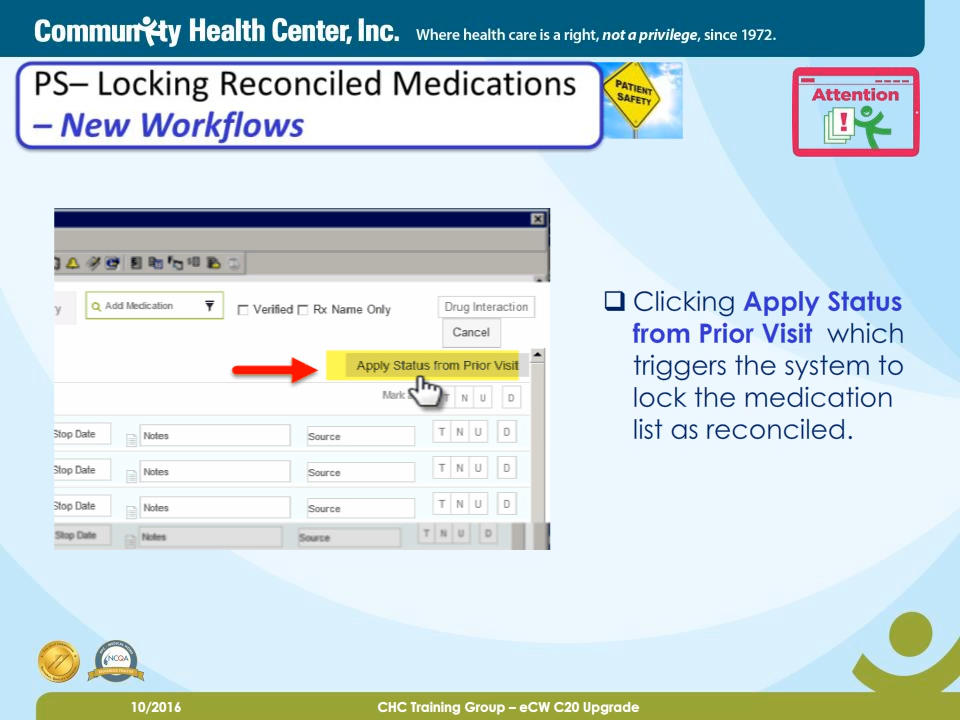 Community Health Center, Inc. Where health care is a right, not a privilege, since 1972.
PS– Locking Reconciled Medications
– New Workflows
PATIENT
SAFETY
Attention
!
Add Medication
Verified Rx Name Only
Drug Interaction
Cancel
Apply Status from Prior Visit
Mark
N U D
Stop Date Notes Source T N U D
Stop Date Notes Source T N U D
Stop Date Notes Source T N U D
Stop Date Notes Source T N U D
Clicking Apply Status
from Prior Visit which
triggers the system to
lock the medication
list as reconciled.
NCQA
10/2016 CHC Training Group – eCW C20 Upgrade